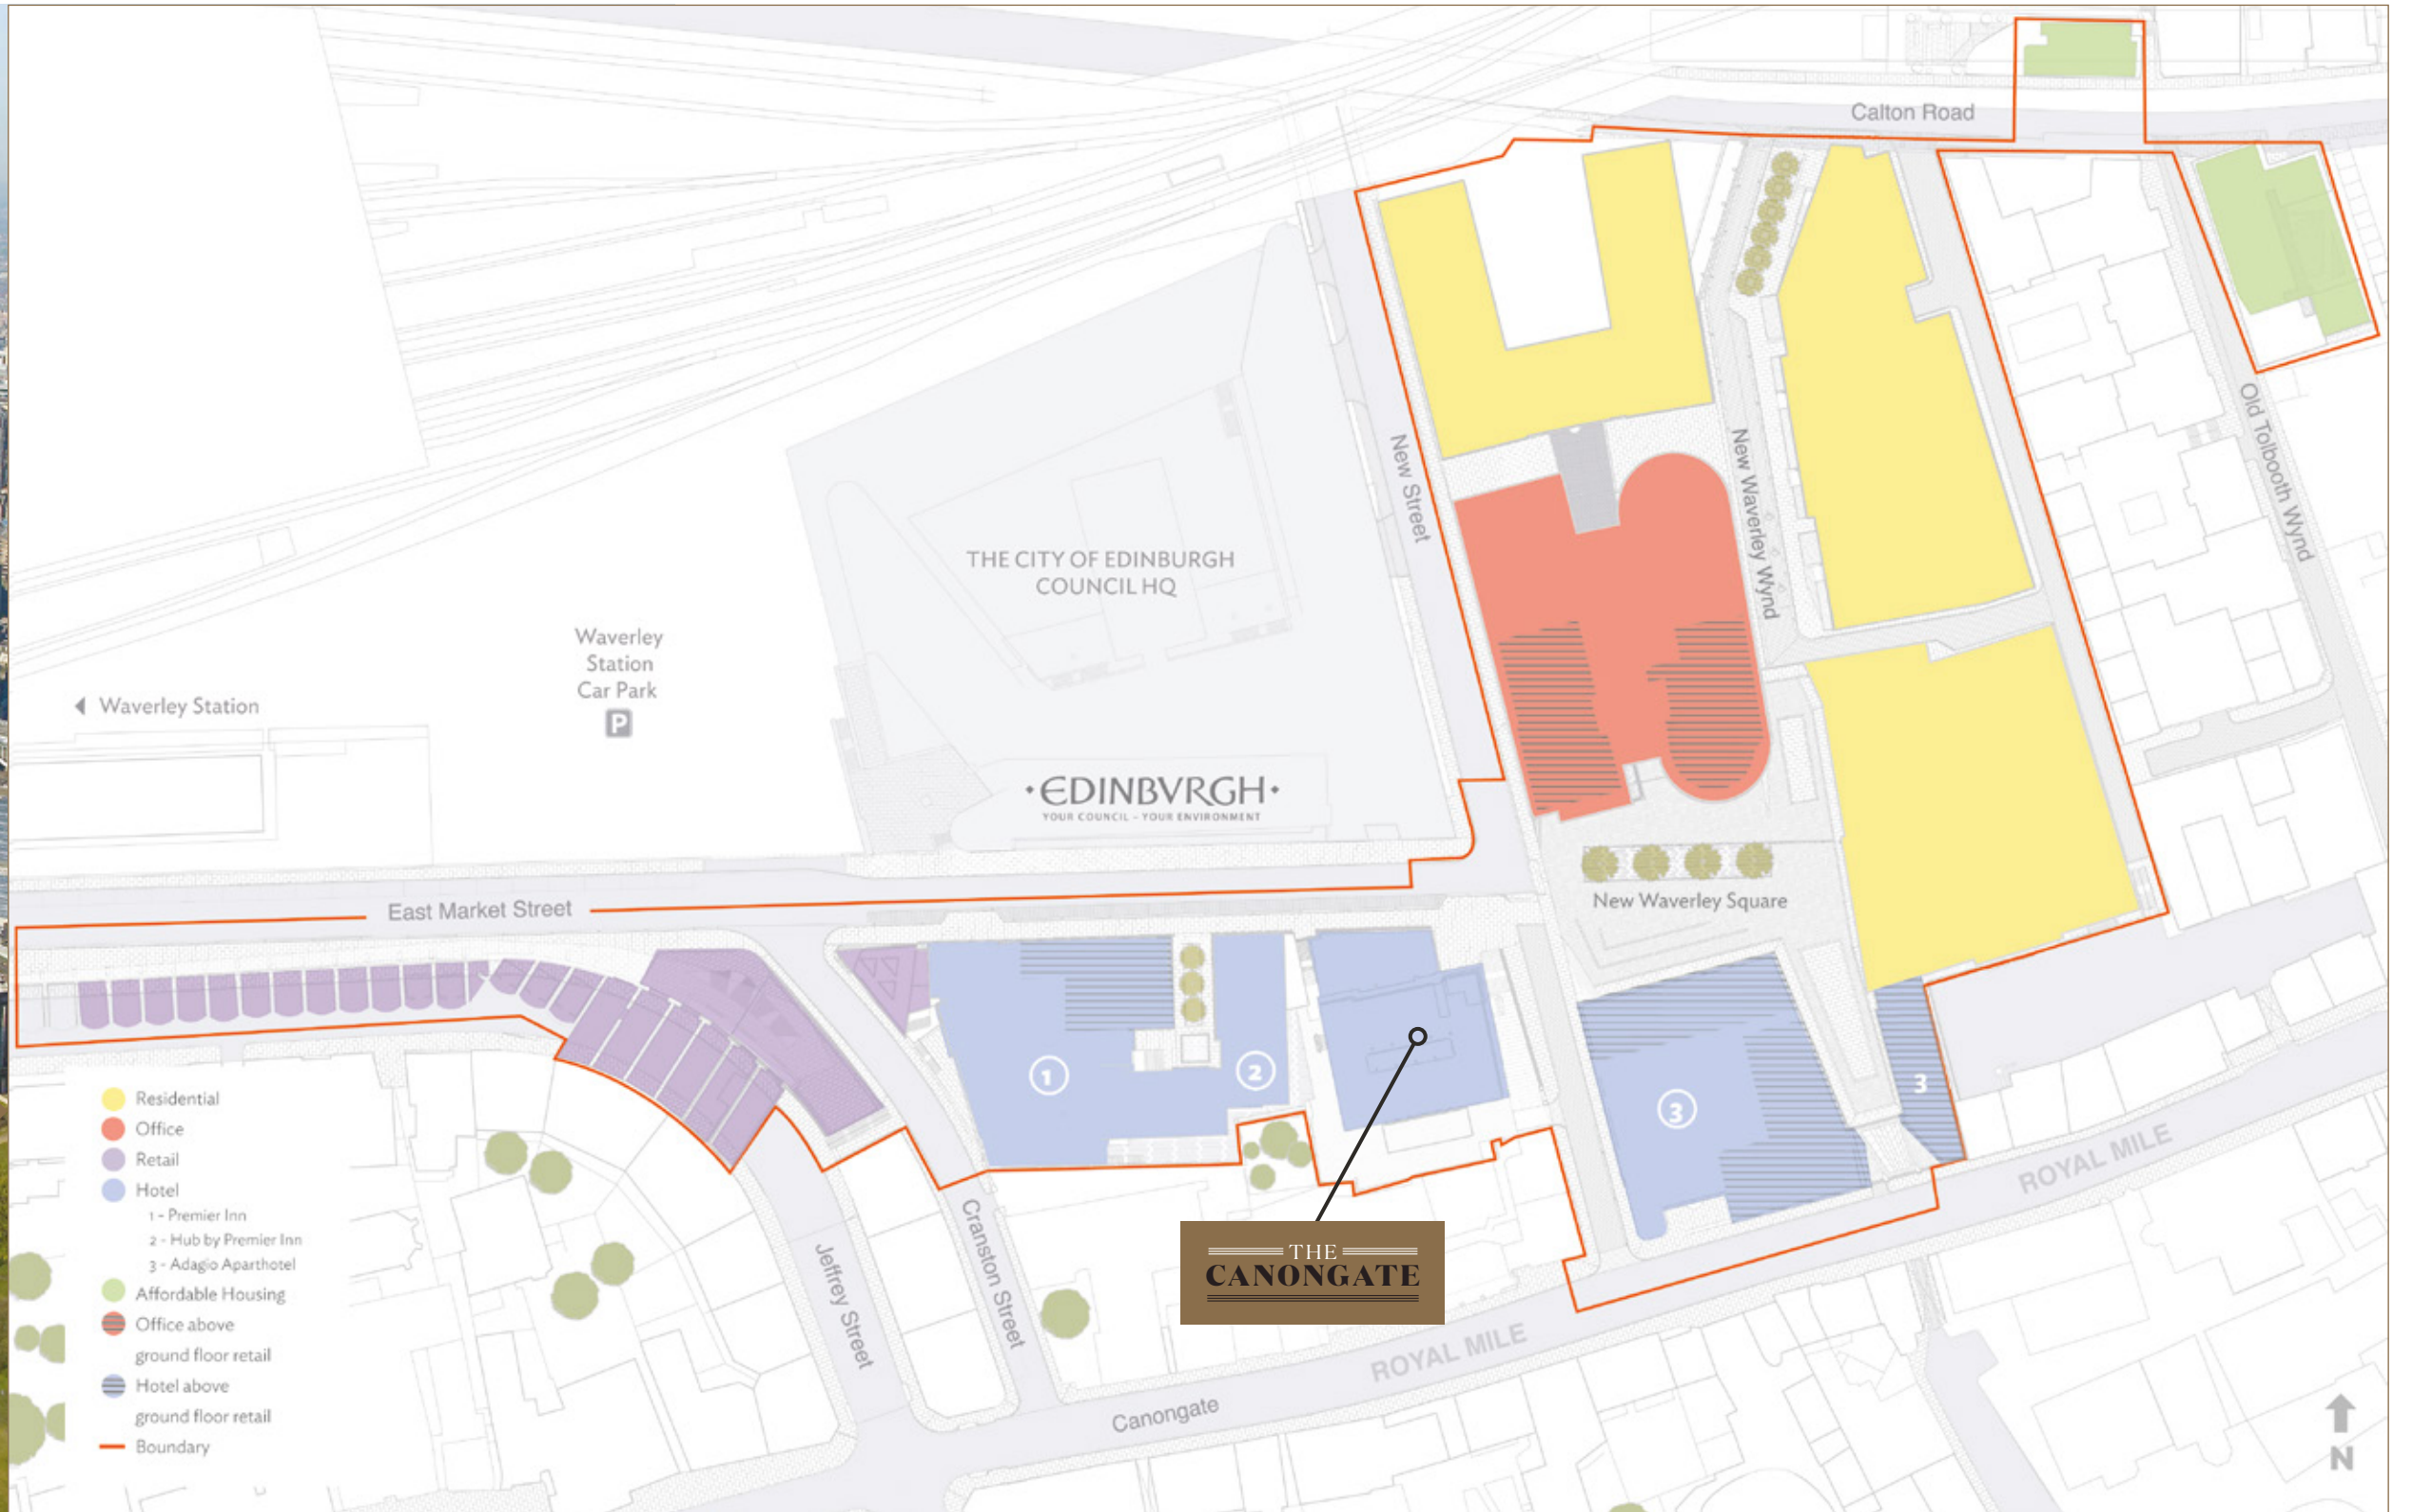 Calton Road
New Street
New Waverley Wynd
Old Tolbooth Wynd
THE CITY OF EDINBURGH
COUNCIL HQ
Waverley
Station
Car Park
P
Waverley Station
•EDINBVRGH•
YOUR COUNCIL – YOUR ENVIRONMENT
East Market Street
New Waverley Square
1
2
3
3
Residential
Office
Retail
Hotel
1 – Premier Inn
2 – Hub by Premier Inn
3 – Adagio Aparthotel
Affordable Housing
Office above
ground floor retail
Hotel above
ground floor retail
Boundary
Jeffrey Street
Cranston Street
THE
CANONGATE
ROYAL MILE
ROYAL MILE
Canongate
N